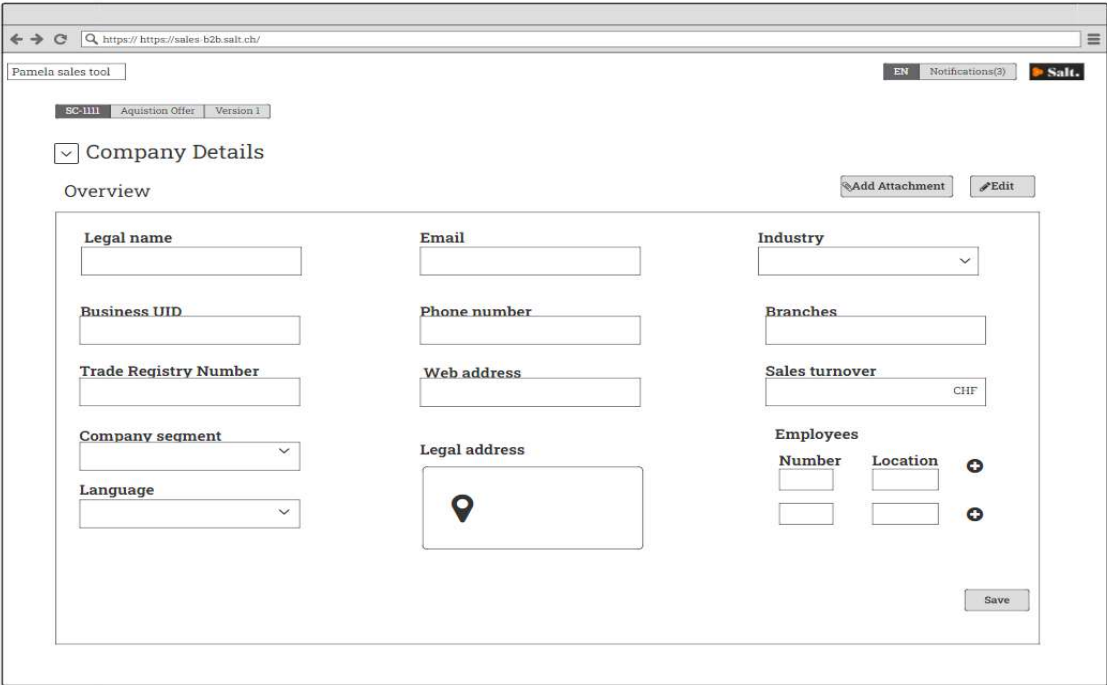 https:// https://sales-b2b.salt.ch/
Pamela sales tool
EN Notifications(3) Salt.
SC-1111 Aquistion Offer Version 1
Company Details
Overview
Add Attachment Edit
Legal name Email Industry
Business UID Phone number Branches
Trade Registry Number Web address Sales turnover
CHF
Company segment Legal address Employees
Number Location
Language
Save